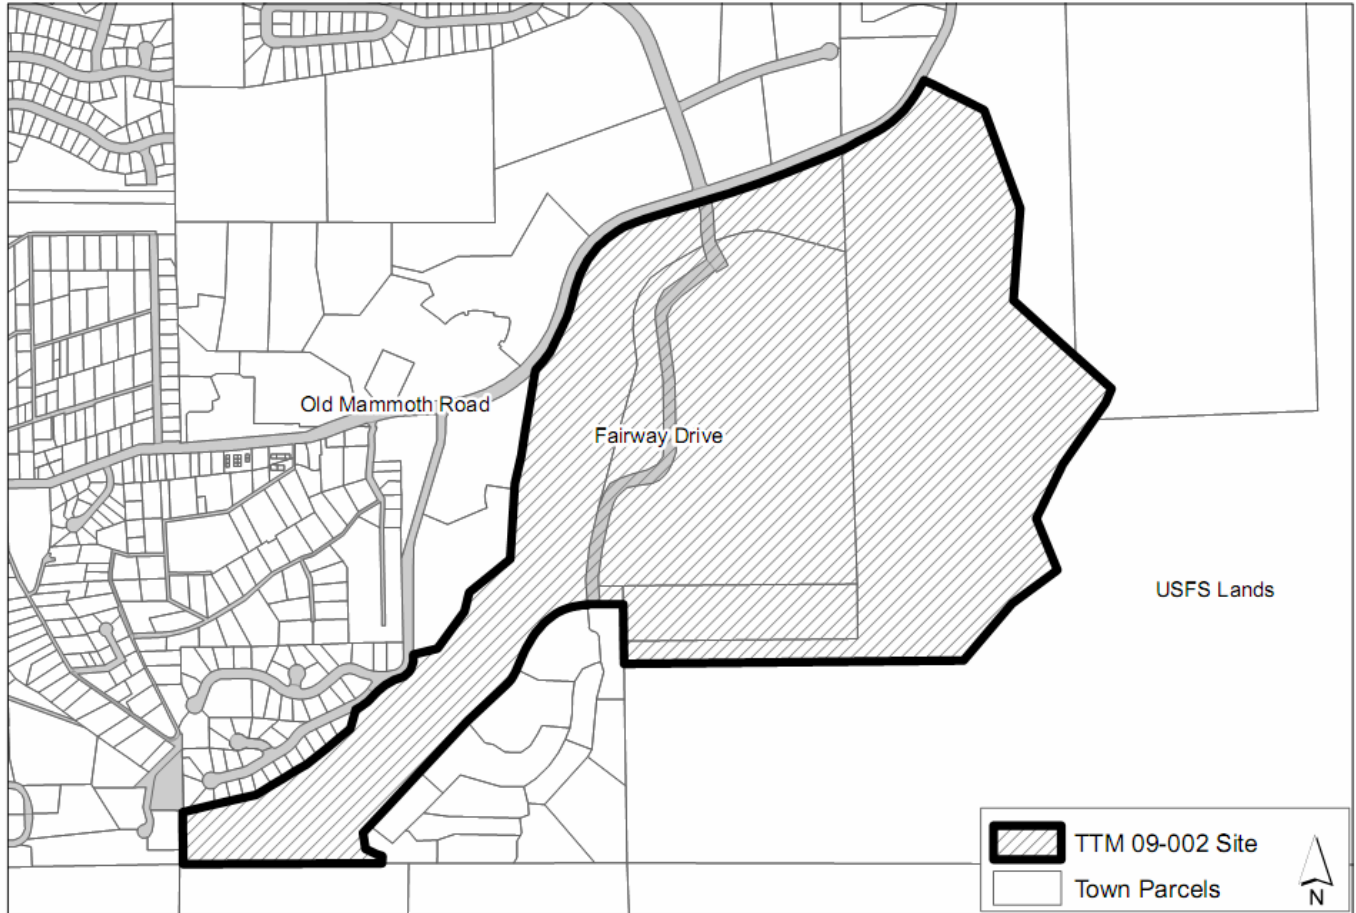 Old Mammoth Road
Fairway Drive
USFS Lands
TTM 09-002 Site
Town Parcels
N